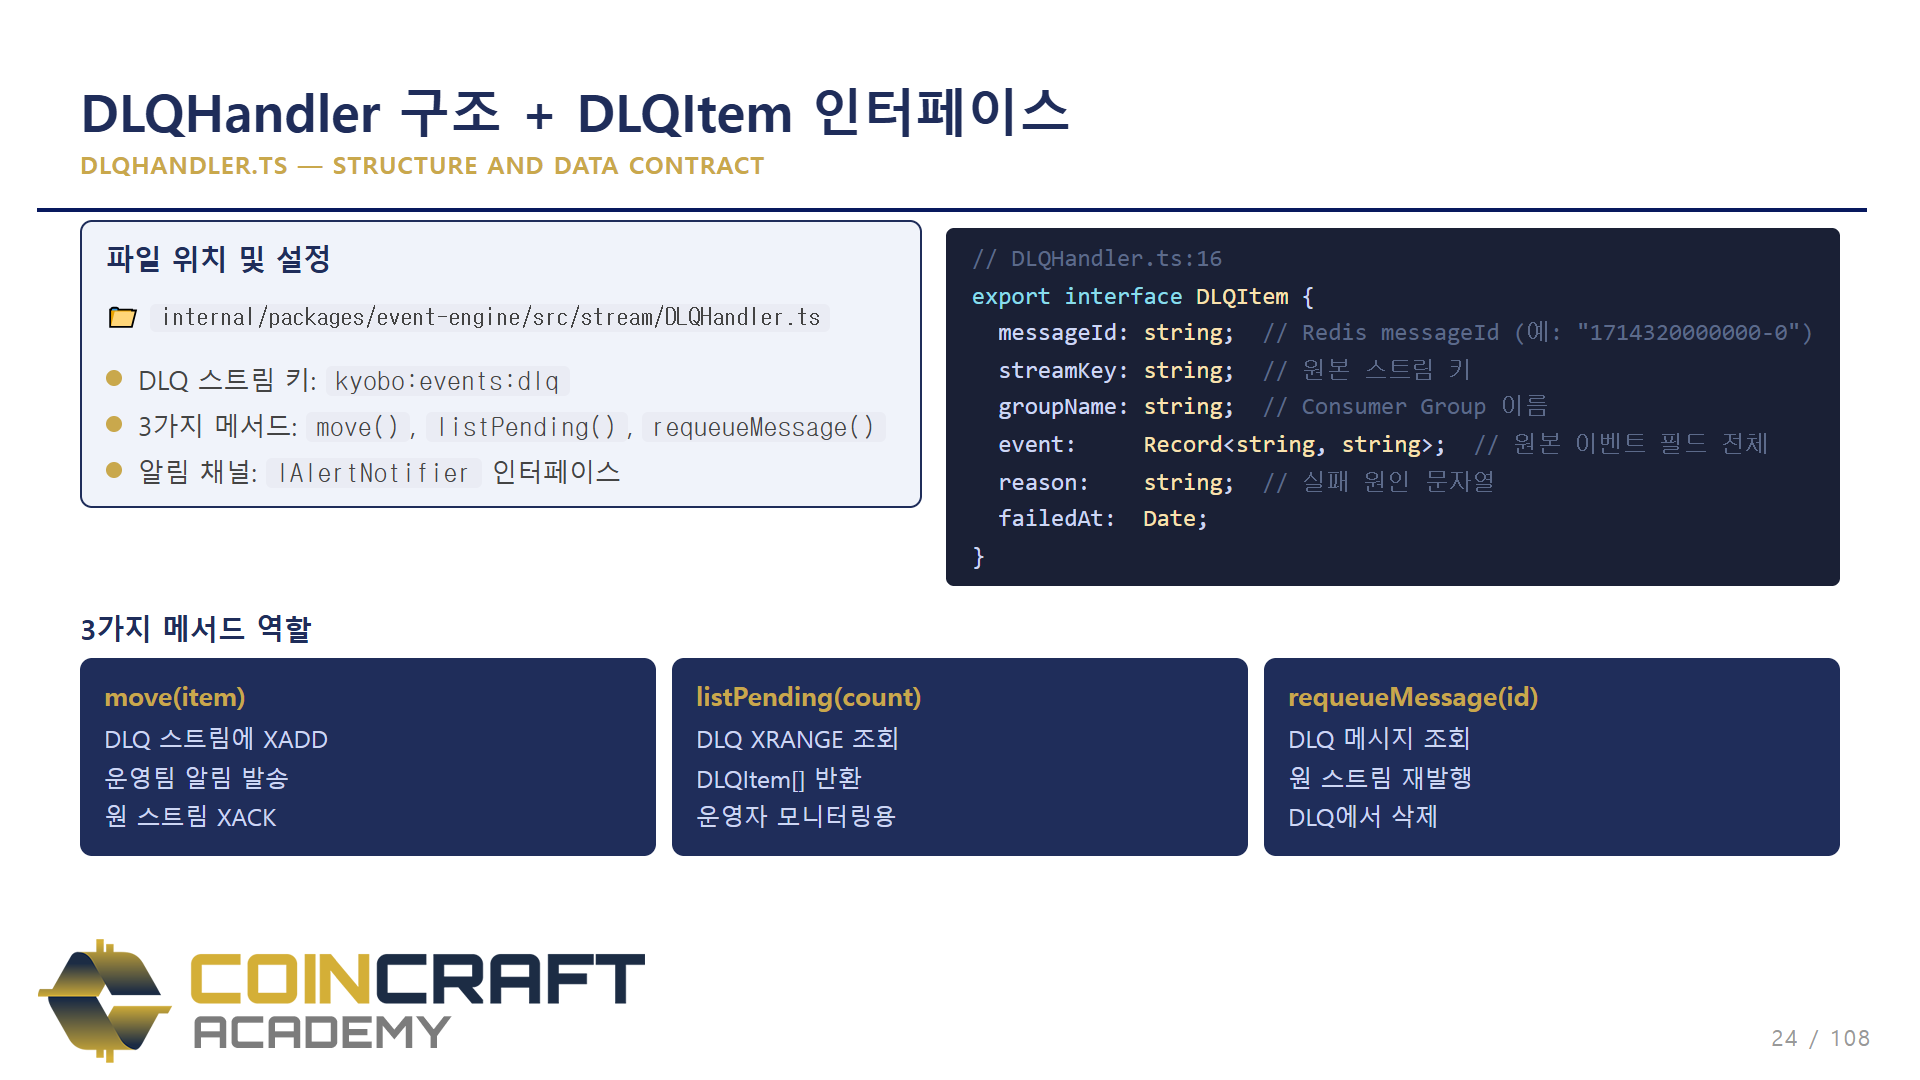 DLQHandler 구조 + DLQItem 인터페이스
DLQHANDLER.TS — STRUCTURE AND DATA CONTRACT
파일 위치 및 설정
internal/packages/event-engine/src/stream/DLQHandler.ts
DLQ 스트림 키: kyobo:events:dlq
3가지 메서드: move(), listPending(), requeueMessage()
알림 채널: IAlertNotifier 인터페이스
// DLQHandler.ts:16
export interface DLQItem {
messageId: string; // Redis messageId (예: "1714320000000-0")
streamKey: string; // 원본 스트림 키
groupName: string; // Consumer Group 이름
event: Record<string, string>; // 원본 이벤트 필드 전체
reason: string; // 실패 원인 문자열
failedAt: Date;
}
3가지 메서드 역할
move(item)
DLQ 스트림에 XADD
운영팀 알림 발송
원 스트림 XACK
listPending(count)
DLQ XRANGE 조회
DLQItem[] 반환
운영자 모니터링용
requeueMessage(id)
DLQ 메시지 조회
원 스트림 재발행
DLQ에서 삭제
COINCRAFT
ACADEMY
24 / 108